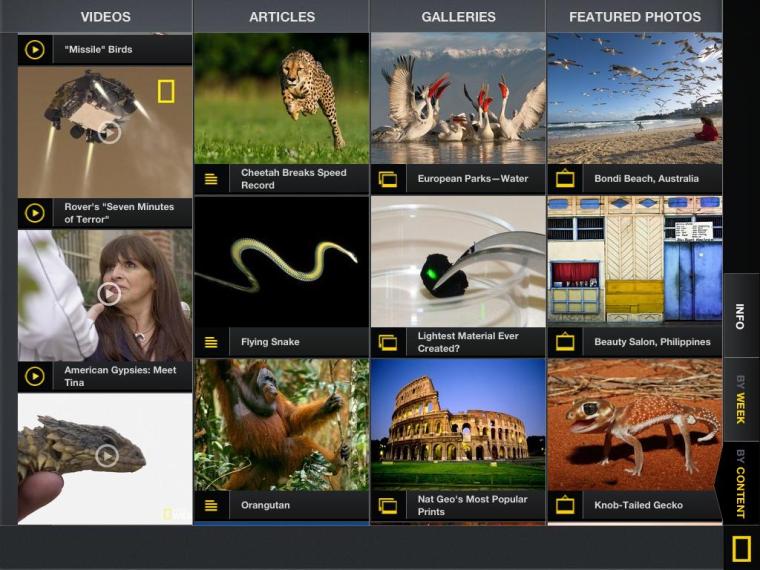 VIDEOS
ARTICLES
GALLERIES
FEATURED PHOTOS
"Missile" Birds
Rover's "Seven Minutes
of Terror"
American Gypsies: Meet
Tina
Cheetah Breaks Speed
Record
Flying Snake
Orangutan
European Parks—Water
Lightest Material Ever
Created?
Nat Geo's Most Popular
Prints
Bondi Beach, Australia
Beauty Salon, Philippines
Knob-Tailed Gecko
INFO
BY WEEK
BY CONTENT